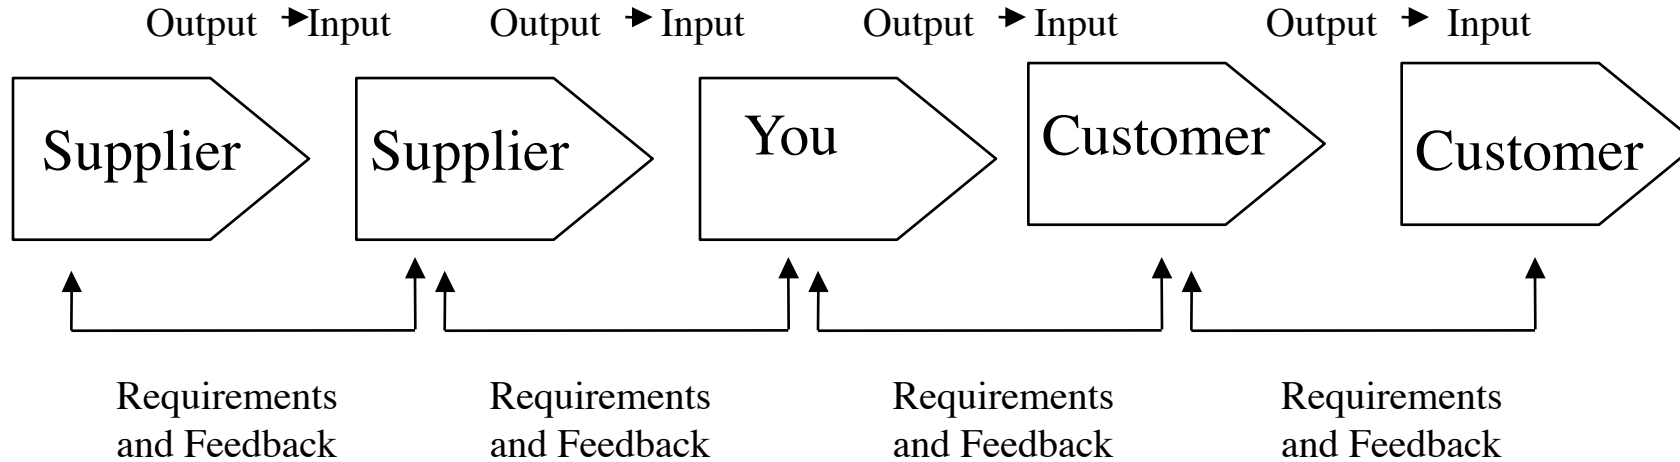 Output Input Output Input Output Input Output Input
Supplier Supplier You Customer Customer
Requirements Requirements Requirements Requirements
and Feedback and Feedback and Feedback and Feedback